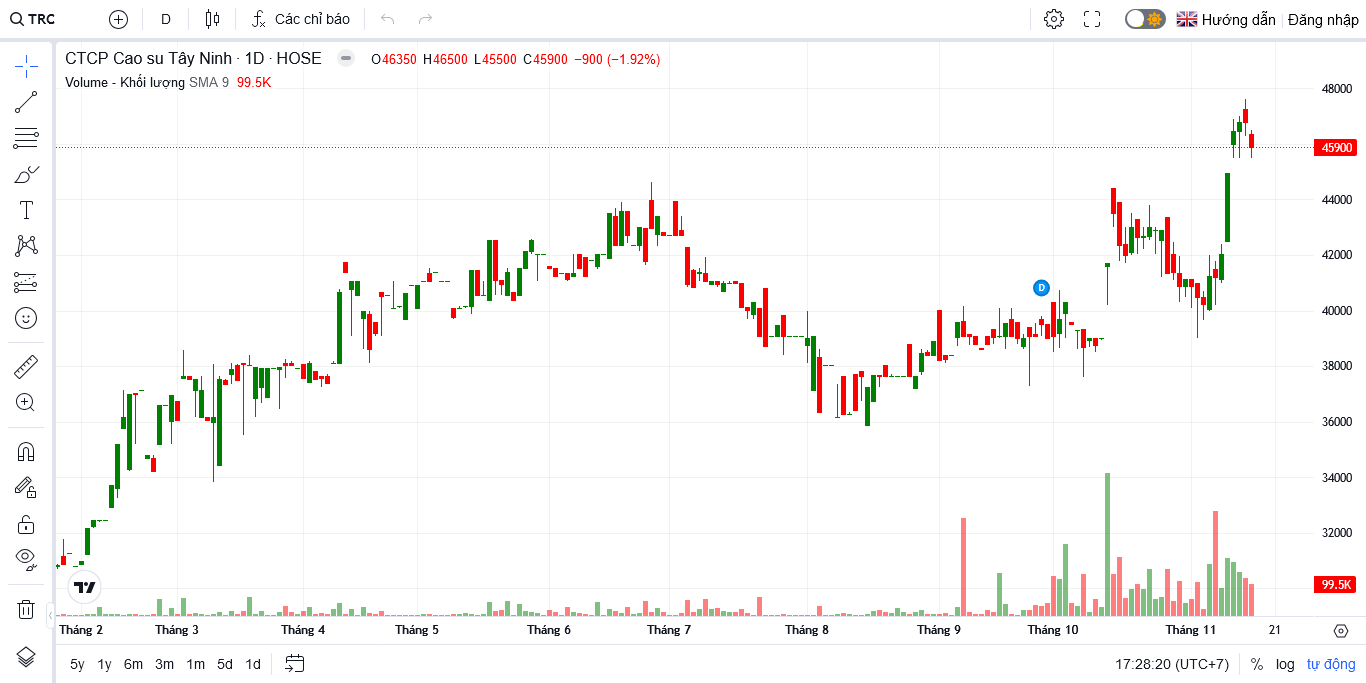 TRC D Các chỉ báo Hướng dẫn Đăng nhập
CTCP Cao su Tây Ninh · 1D · HOSE O46350 H46500 L45500 C45900 −900 (−1.92%)
Volume - Khối lượng SMA 9 99.5K
48000
45900
44000
42000
D
40000
38000
36000
34000
32000
99.5K
Tháng 2 Tháng 3 Tháng 4 Tháng 5 Tháng 6 Tháng 7 Tháng 8 Tháng 9 Tháng 10 Tháng 11 21
5y 1y 6m 3m 1m 5d 1d 17:28:20 (UTC+7) % log tự động